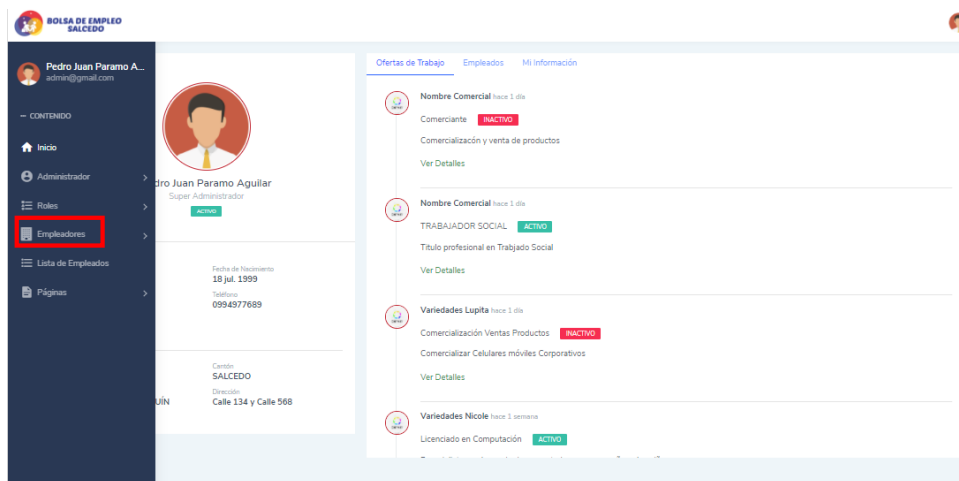 BOLSA DE EMPLEO
SALCEDO
Pedro Juan Paramo A...
admin@gmail.com
— CONTENIDO
Inicio
Administrador
Roles
Empleadores
Lista de Empleados
Páginas
dro Juan Paramo Aguilar
Super Administrador
ACTIVO
Fecha de Nacimiento
18 jul. 1999
Teléfono
0994977689
Cantón
SALCEDO
Dirección
UÍN
Calle 134 y Calle 568
Ofertas de Trabajo
Empleados
Mi Información
Nombre Comercial hace 1 día
Comerciante INACTIVO
Comercializacón y venta de productos
Ver Detalles
Nombre Comercial hace 1 día
TRABAJADOR SOCIAL ACTIVO
Titulo profesional en Trabjado Social
Ver Detalles
Variedades Lupita hace 1 día
Comercialización Ventas Productos INACTIVO
Comercializar Celulares móviles Corporativos
Ver Detalles
Variedades Nicole hace 1 semana
Licenciado en Computación ACTIVO